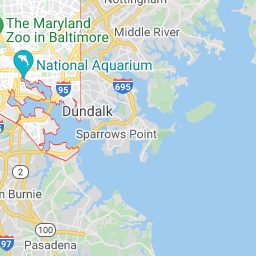 Nottingham
The Maryland
Zoo in Baltimore
Middle River
National Aquarium
95
695
Dundalk
Sparrows Point
2
n Burnie
100
97
Pasadena